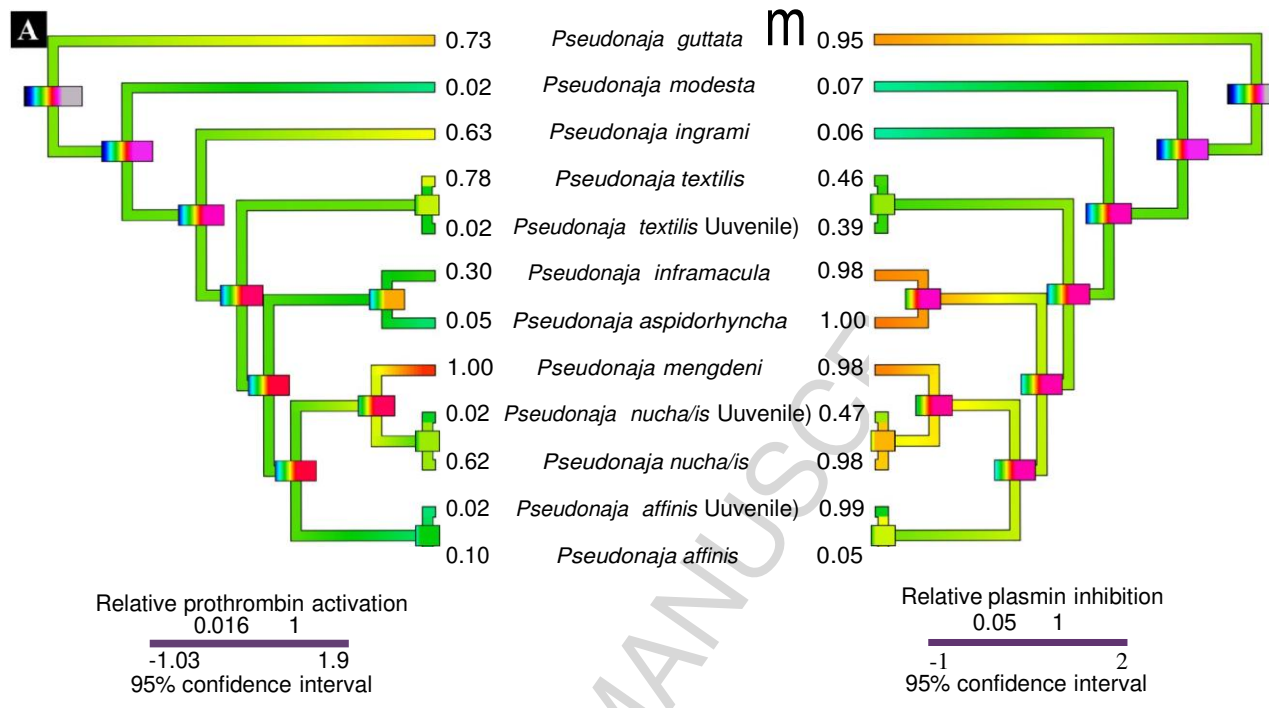 A
m
0.73 Pseudonaja guttata 0.95
0.02 Pseudonaja modesta 0.07
0.63 Pseudonaja ingrami 0.06
0.78 Pseudonaja textilis 0.46
0.02 Pseudonaja textilis Uuvenile) 0.39
0.30 Pseudonaja inframacula 0.98
0.05 Pseudonaja aspidorhyncha 1.00
1.00 Pseudonaja mengdeni 0.98
0.02 Pseudonaja nucha/is Uuvenile) 0.47
0.62 Pseudonaja nucha/is 0.98
0.02 Pseudonaja affinis Uuvenile) 0.99
0.10 Pseudonaja affinis 0.05
Relative prothrombin activation
0.016 1
-1.03 1.9
95% confidence interval
Relative plasmin inhibition
0.05 1
-1 2
95% confidence interval
MANUSC